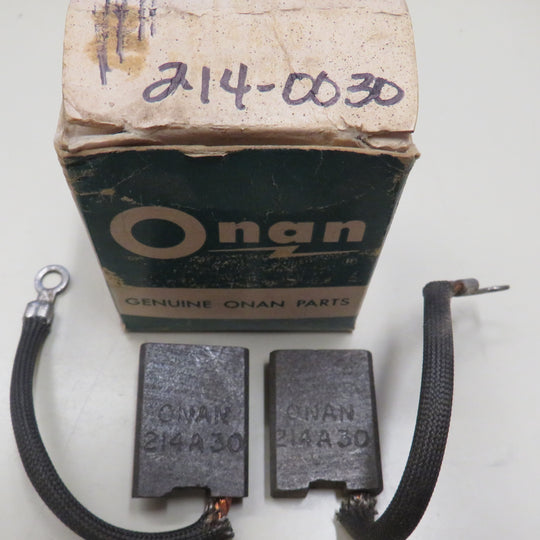 214-0030
Onan
GENUINE ONAN PARTS
ONAN
214A30
ONAN
214A30